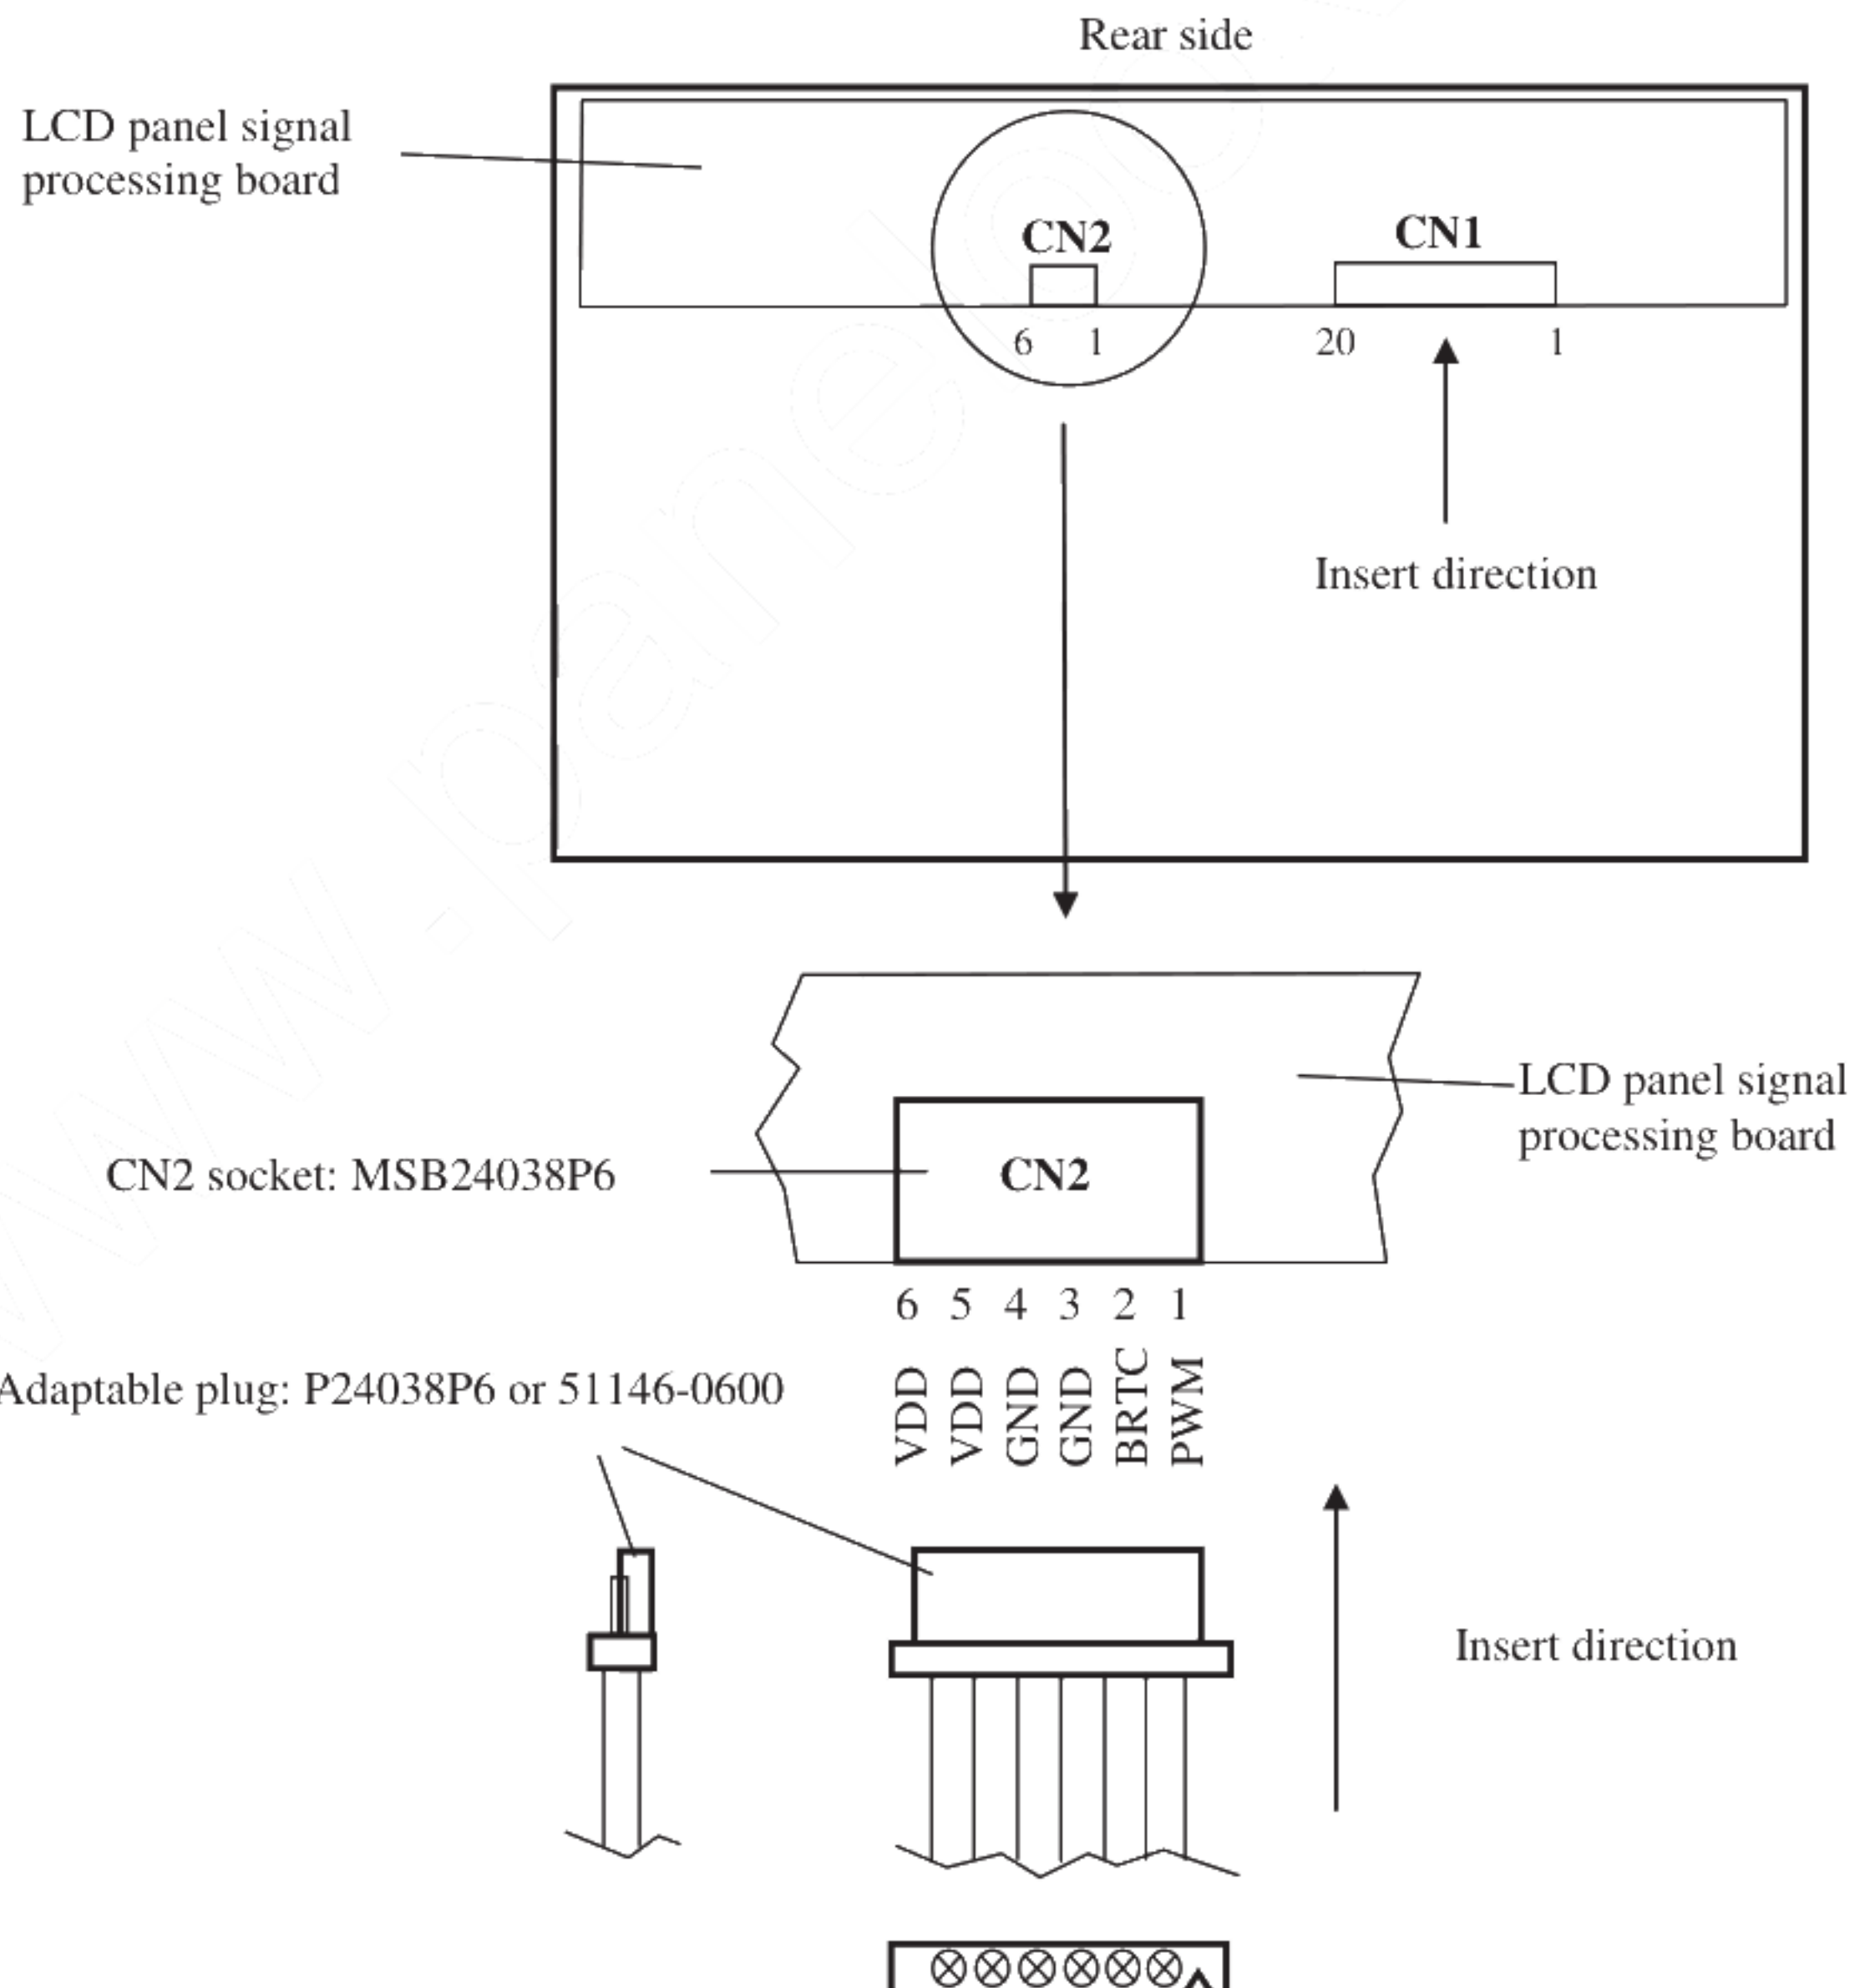 Rear side
LCD panel signal
processing board
CN2
CN1
6 1
20 1
Insert direction
LCD panel signal
processing board
CN2 socket: MSB24038P6
CN2
6 5 4 3 2 1
VDD VDD GND GND BRTC PWM
Adaptable plug: P24038P6 or 51146-0600
Insert direction